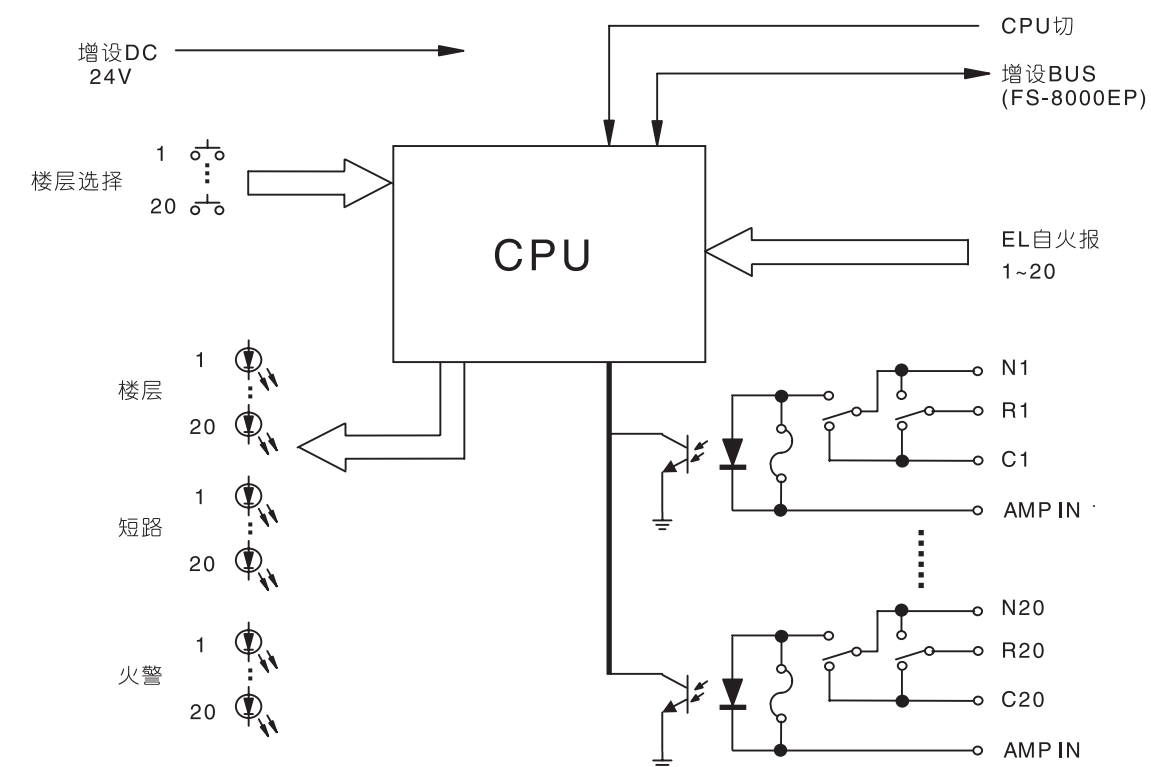 增设DC
24V
CPU切
增设BUS
(FS-8000EP)
楼层选择
1
20
CPU
EL自火报
1~20
楼层
1
20
短路
1
20
火警
1
20
N1
R1
C1
AMP IN
N20
R20
C20
AMP IN